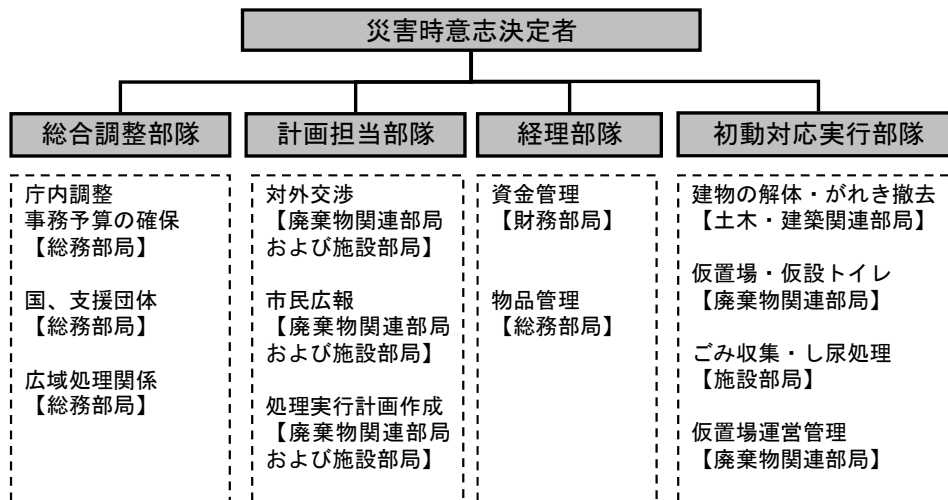 災害時意志決定者
総合調整部隊
庁内調整
事務予算の確保
【総務部局】
国、支援団体
【総務部局】
広域処理関係
【総務部局】
計画担当部隊
対外交渉
【廃棄物関連部局
および施設部局】
市民広報
【廃棄物関連部局
および施設部局】
処理実行計画作成
【廃棄物関連部局
および施設部局】
経理部隊
資金管理
【財務部局】
物品管理
【総務部局】
初動対応実行部隊
建物の解体・がれき撤去
【土木・建築関連部局】
仮置場・仮設トイレ
【廃棄物関連部局】
ごみ収集・し尿処理
【施設部局】
仮置場運営管理
【廃棄物関連部局】